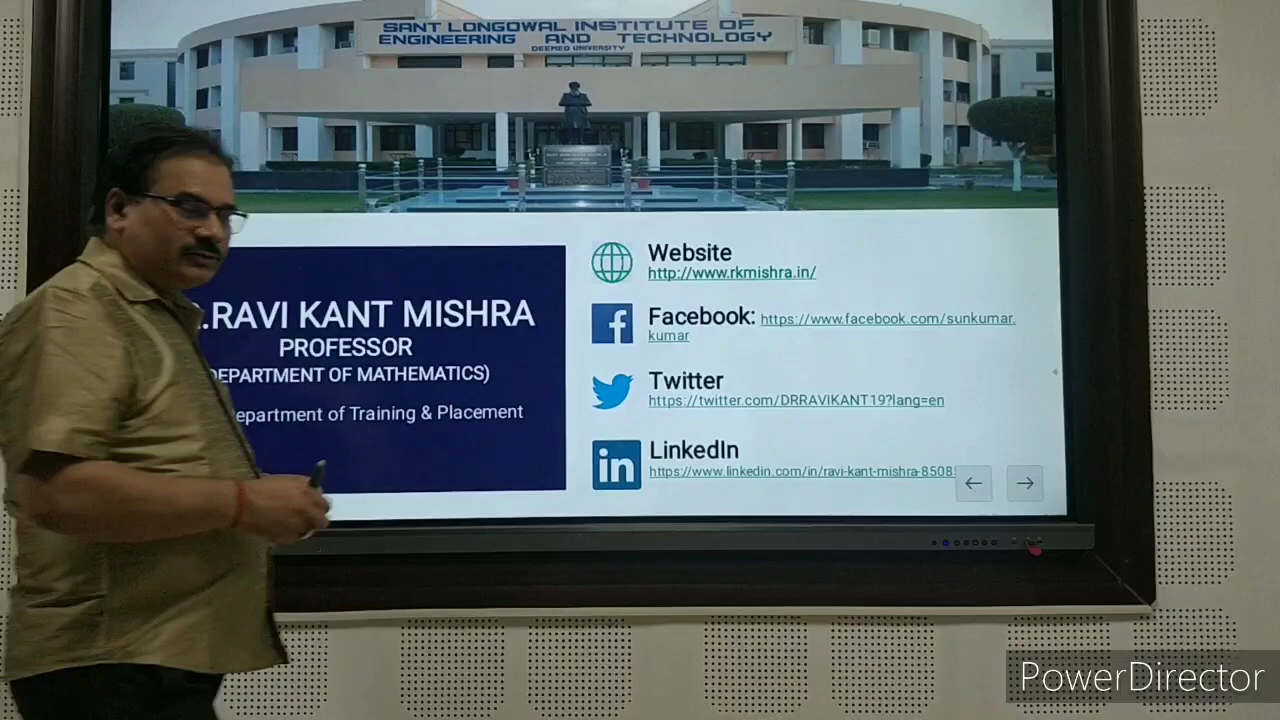 SANT LONGOWAL INSTITUTE OF
ENGINEERING AND TECHNOLOGY
DEEMED UNIVERSITY
.RAVI KANT MISHRA
PROFESSOR
DEPARTMENT OF MATHEMATICS)
epartment of Training & Placement
Website
http://www.rkmishra.in/
Facebook: https://www.facebook.com/sunkumar.
kumar
Twitter
https://twitter.com/DRRAVIKANT19?lang=en
LinkedIn
https://www.linkedin.com/in/ravi-kant-mishra-8508
PowerDirector